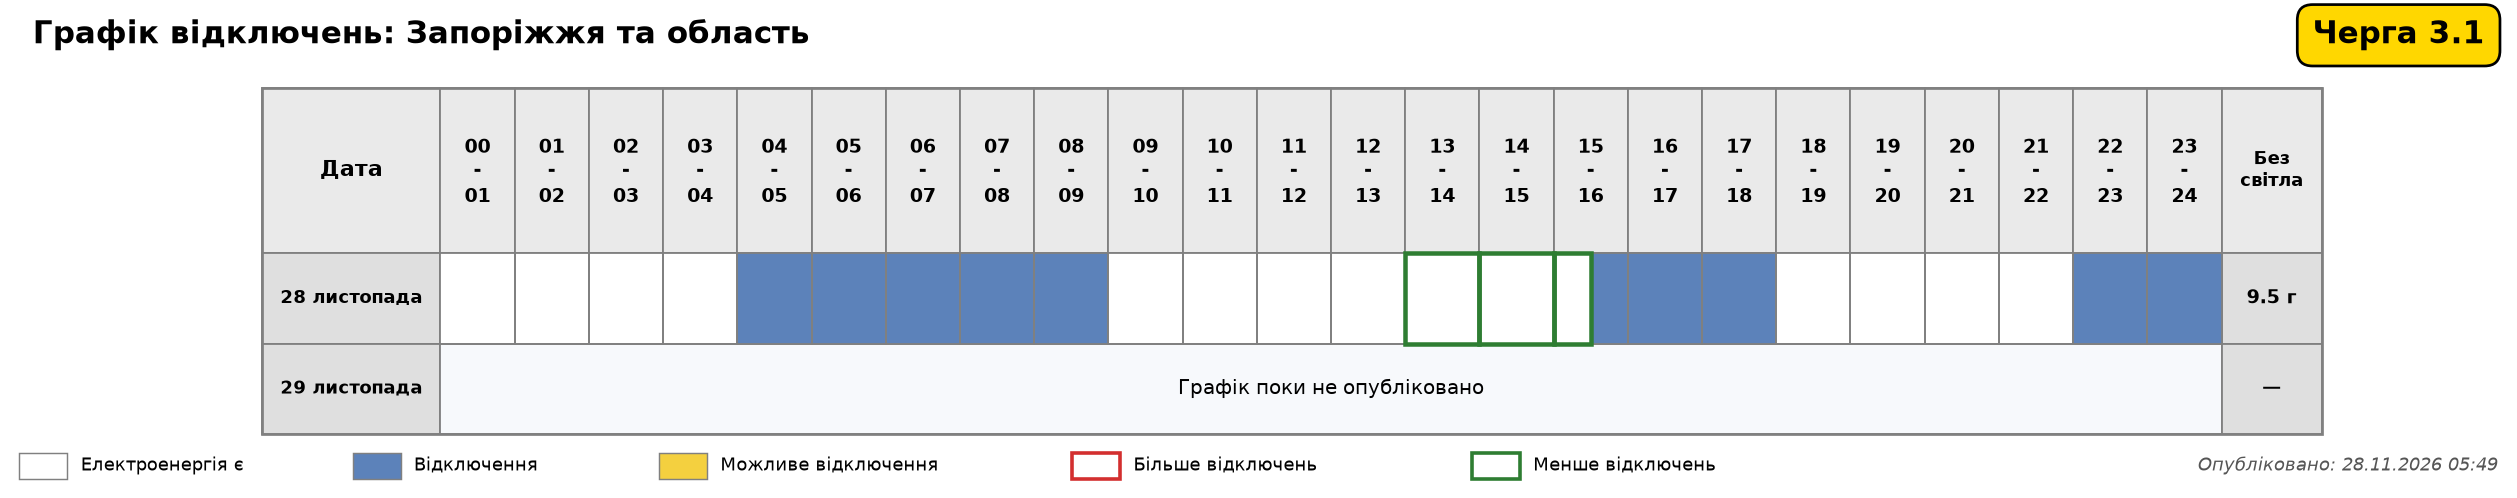 Графік відключень: Запоріжжя та область
Черга 3.1
Дата
00 - 01
01 - 02
02 - 03
03 - 04
04 - 05
05 - 06
06 - 07
07 - 08
08 - 09
09 - 10
10 - 11
11 - 12
12 - 13
13 - 14
14 - 15
15 - 16
16 - 17
17 - 18
18 - 19
19 - 20
20 - 21
21 - 22
22 - 23
23 - 24
Без
світла
28 листопада
9.5 г
29 листопада
Графік поки не опубліковано
—
Електроенергія є
Відключення
Можливе відключення
Більше відключень
Менше відключень
Опубліковано: 28.11.2026 05:49